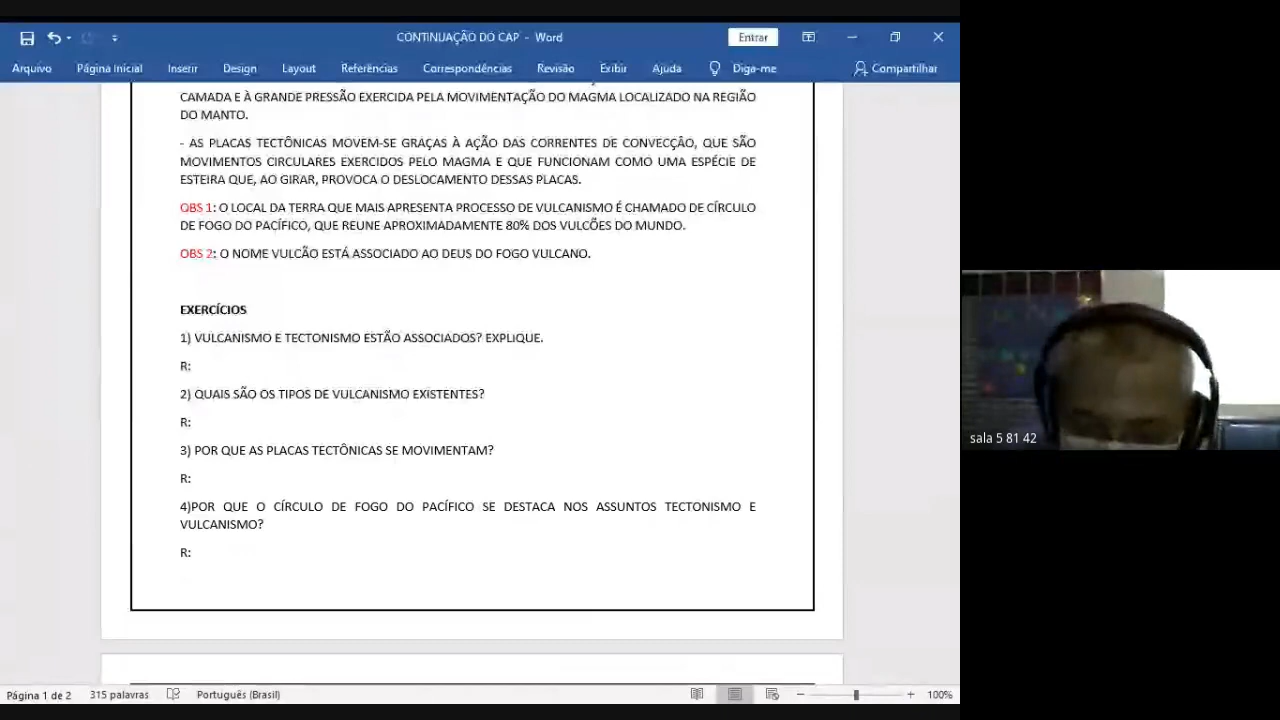 CONTINUAÇÃO DO CAP - Word
Entrar
Arquivo Página Inicial Inserir Design Layout Referências Correspondências Revisão Exibir Ajuda Diga-me Compartilhar
CAMADA E À GRANDE PRESSÃO EXERCIDA PELA MOVIMENTAÇÃO DO MAGMA LOCALIZADO NA REGIÃO
DO MANTO.
- AS PLACAS TECTÔNICAS MOVEM-SE GRAÇAS À AÇÃO DAS CORRENTES DE CONVECÇÃO, QUE SÃO
MOVIMENTOS CIRCULARES EXERCIDOS PELO MAGMA E QUE FUNCIONAM COMO UMA ESPÉCIE DE
ESTEIRA QUE, AO GIRAR, PROVOCA O DESLOCAMENTO DESSAS PLACAS.
OBS 1: O LOCAL DA TERRA QUE MAIS APRESENTA PROCESSO DE VULCANISMO É CHAMADO DE CÍRCULO
DE FOGO DO PACÍFICO, QUE REUNE APROXIMADAMENTE 80% DOS VULCÕES DO MUNDO.
OBS 2: O NOME VULCÃO ESTÁ ASSOCIADO AO DEUS DO FOGO VULCANO.
EXERCÍCIOS
1) VULCANISMO E TECTONISMO ESTÃO ASSOCIADOS? EXPLIQUE.
R:
2) QUAIS SÃO OS TIPOS DE VULCANISMO EXISTENTES?
R:
3) POR QUE AS PLACAS TECTÔNICAS SE MOVIMENTAM?
R:
4)POR QUE O CÍRCULO DE FOGO DO PACÍFICO SE DESTACA NOS ASSUNTOS TECTONISMO E
VULCANISMO?
R:
sala 5 81 42
Página 1 de 2 315 palavras Português (Brasil) 100%